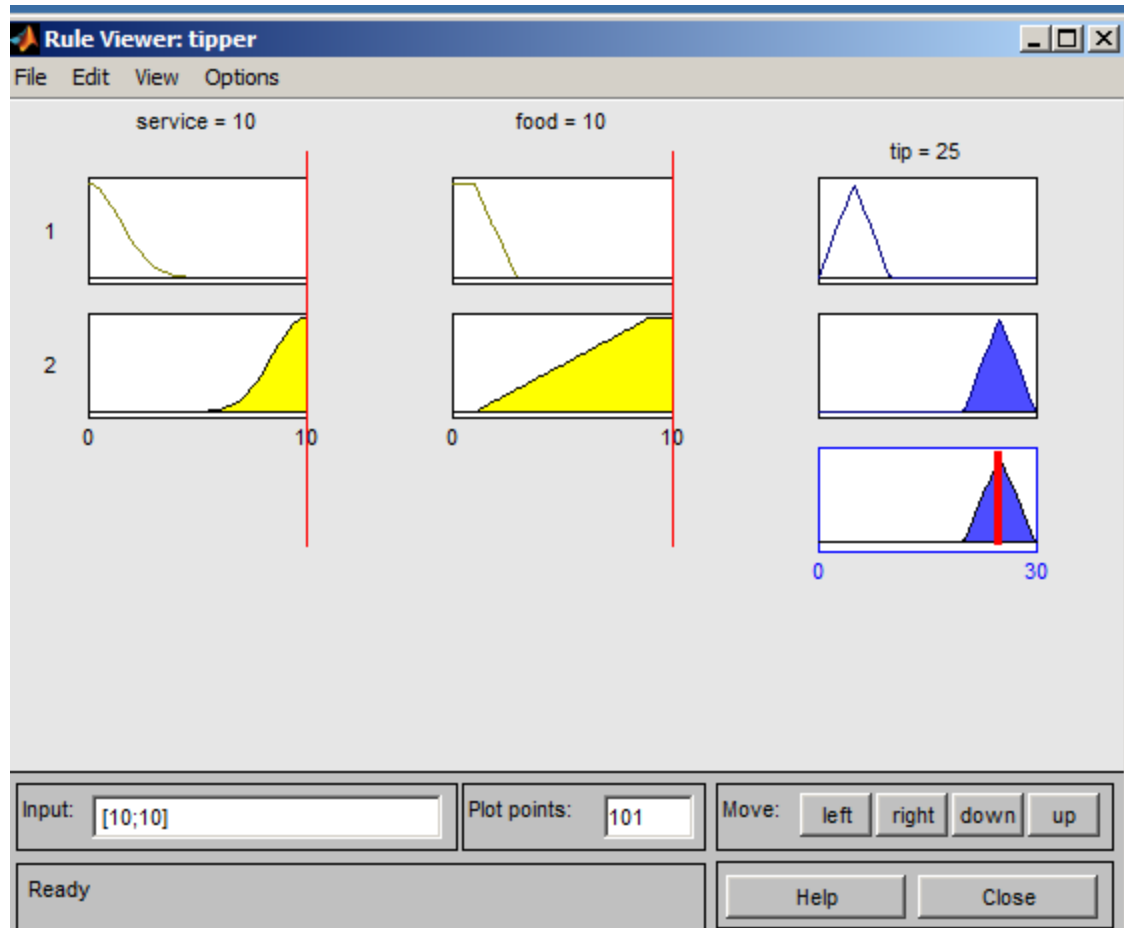 Rule Viewer: tipper
File Edit View Options
service = 10
food = 10
tip = 25
1
2
0 10
0 10
0 30
Input: [10;10]
Plot points: 101
Move: left right down up
Ready
Help Close